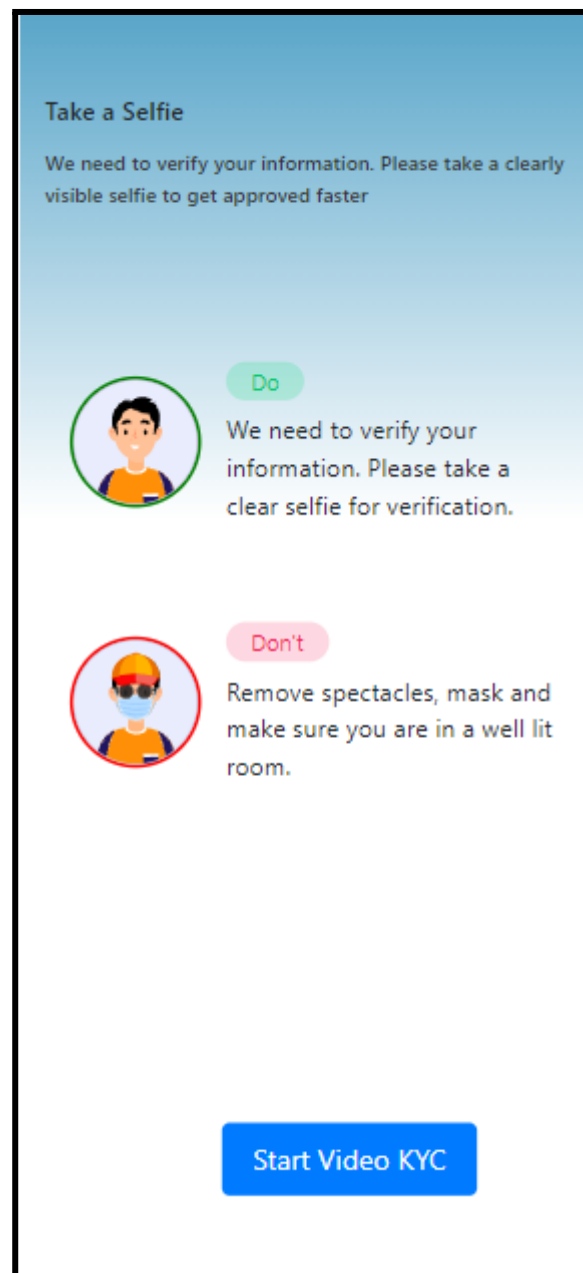 Take a Selfie
We need to verify your information. Please take a clearly
visible selfie to get approved faster
Do
We need to verify your
information. Please take a
clear selfie for verification.
Don't
Remove spectacles, mask and
make sure you are in a well lit
room.
Start Video KYC